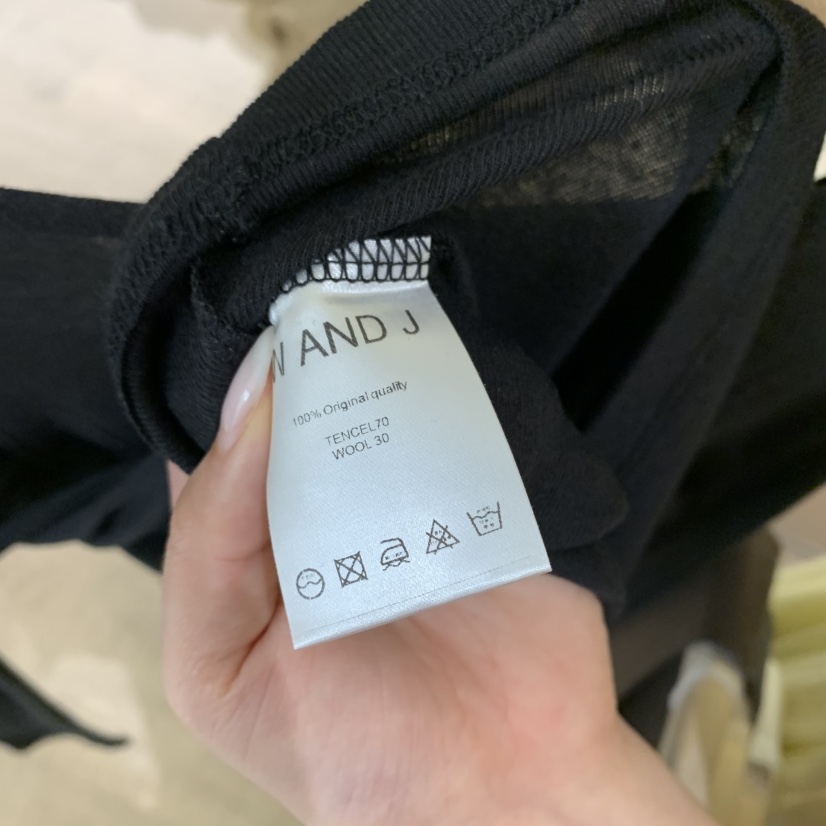 W AND J
100% Original quality
TENCEL70
WOOL 30